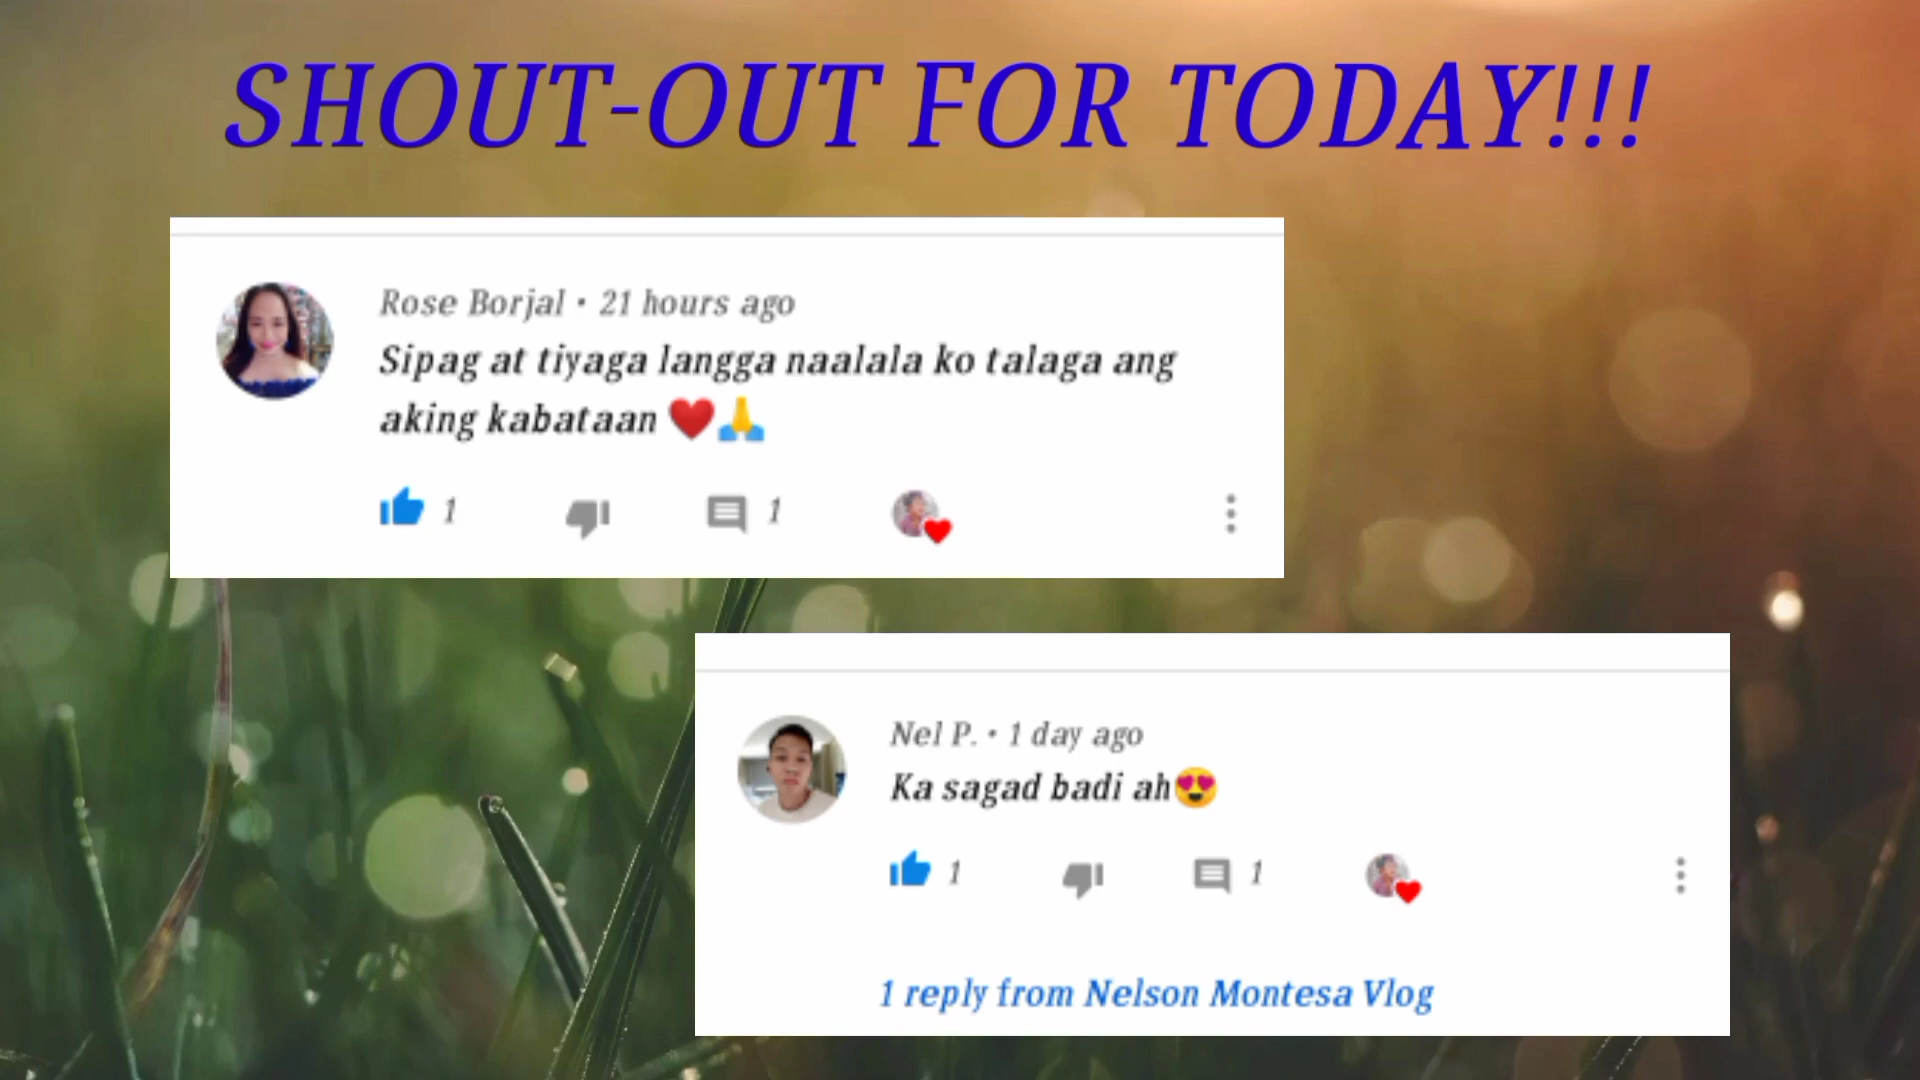 SHOUT-OUT FOR TODAY!!!
Rose Borjal • 21 hours ago
Sipag at tiyaga langga naalala ko talaga ang
aking kabataan ❤️🙏
1 1
Nel P. • 1 day ago
Ka sagad badi ah😍
1 1
1 reply from Nelson Montesa Vlog